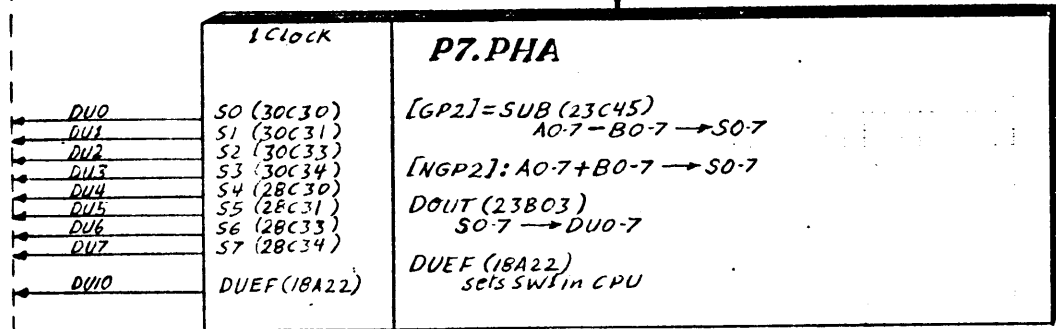 1 Clock
P7.PHA
DU0 S0 (30C30) [GP2]=SUB (23C45)
DU1 S1 (30C31) A0-7 - B0-7 → S0-7
DU2 S2 (30C33)
DU3 S3 (30C34) [NGP2]: A0-7 + B0-7 → S0-7
DU4 S4 (28C30)
DU5 S5 (28C31) DOUT (23B03)
DU6 S6 (28C33) S0-7 → DU0-7
DU7 S7 (28C34)
DUEF (18A22)
DU10 DUEF (18A22) sets SW1 in CPU